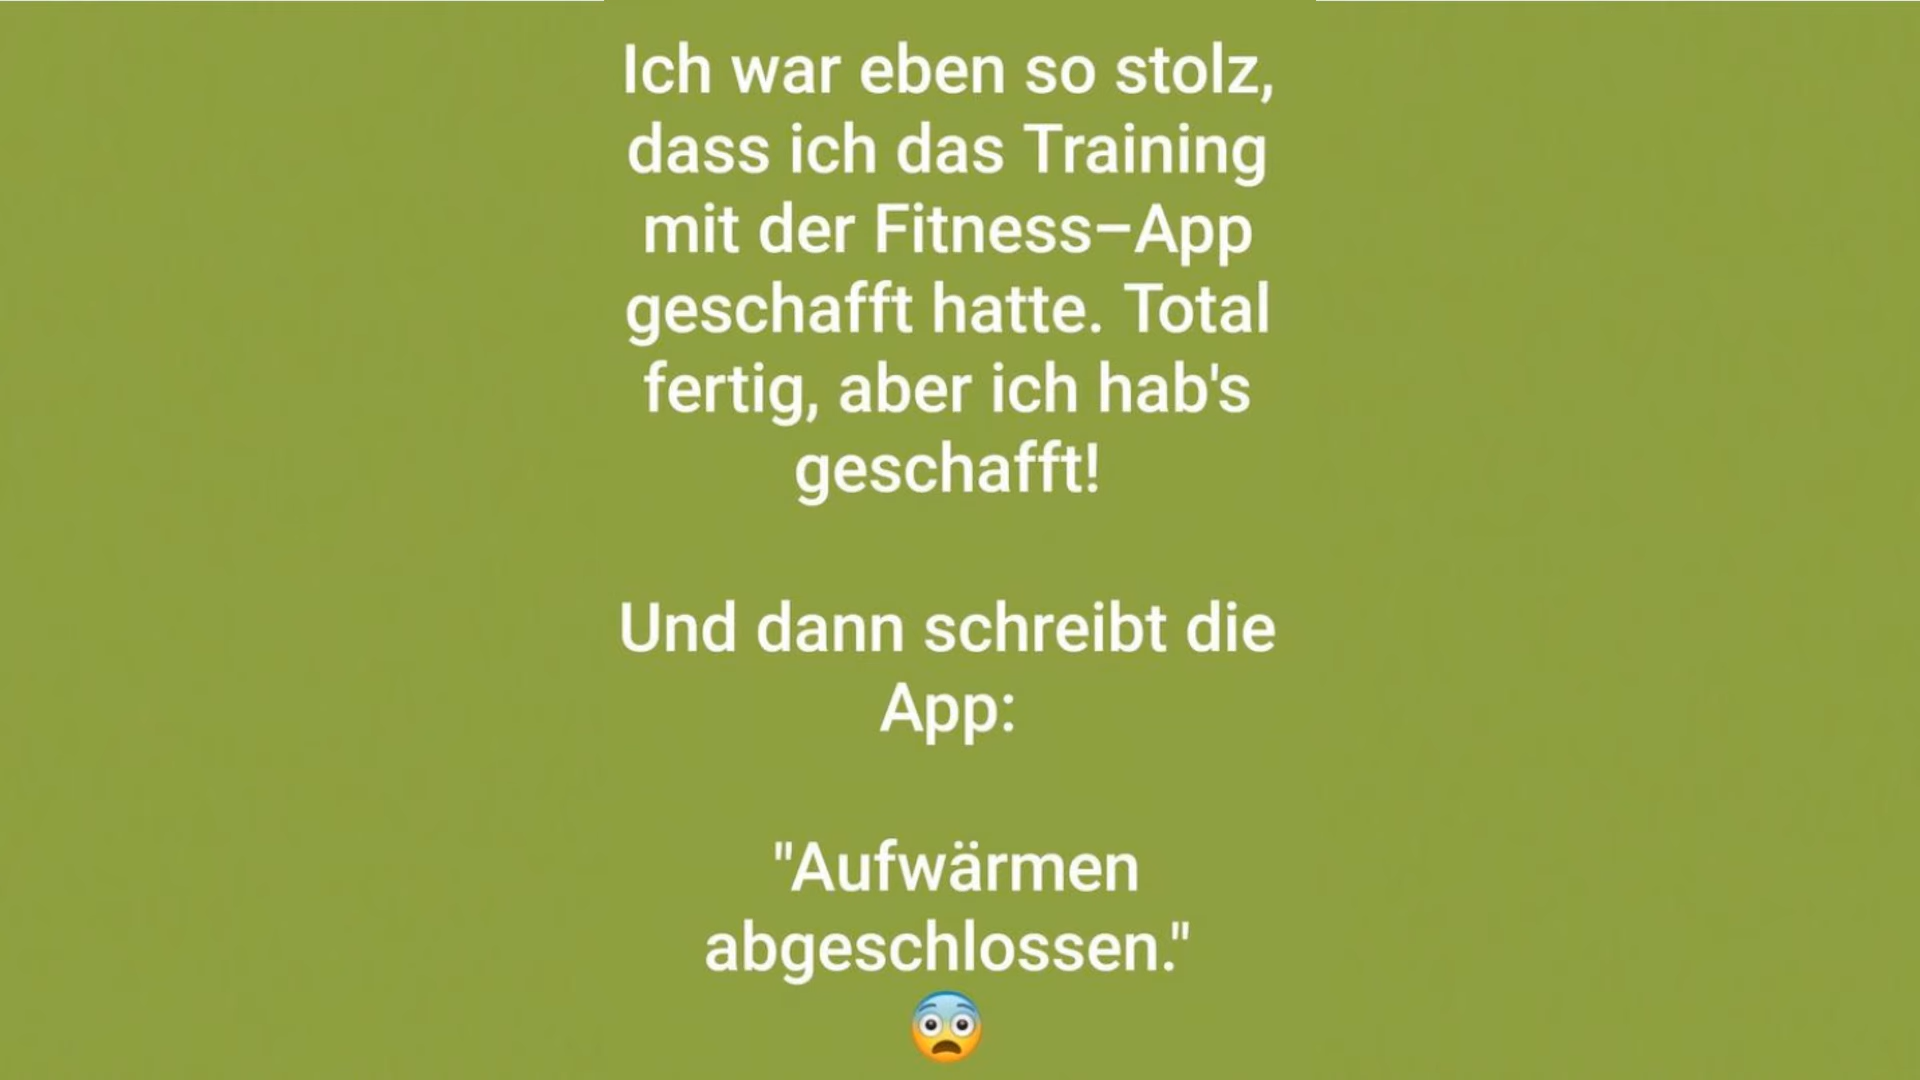 Ich war eben so stolz,
dass ich das Training
mit der Fitness–App
geschafft hatte. Total
fertig, aber ich hab's
geschafft!
Und dann schreibt die
App:
"Aufwärmen
abgeschlossen."
😨